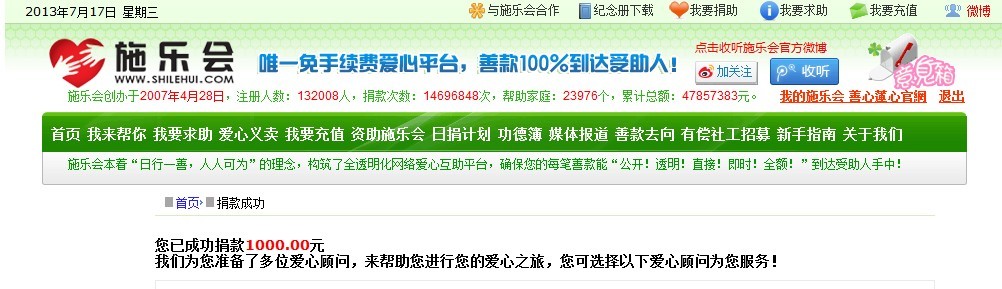 2013年7月17日 星期三 与施乐会合作 纪念册下载 我要捐助 我要求助 我要充值 微博
施乐会
WWW.SHILEHUI.COM
唯一免手续费爱心平台，善款100%到达受助人！
点击收听施乐会官方微博
加关注 收听
意見箱
施乐会创办于2007年4月28日，注册人数：132008人，捐款次数：14696848次，帮助家庭：23976个，累计总额：47857383元。 我的施乐会 善心蓮心官網 退出
首页 我来帮你 我要求助 爱心义卖 我要充值 资助施乐会 日捐计划 功德簿 媒体报道 善款去向 有偿社工招募 新手指南 关于我们
施乐会本着“日行一善，人人可为”的理念，构筑了全透明化网络爱心互助平台，确保您的每笔善款能“公开！透明！直接！即时！全额！”到达受助人手中！
首页 捐款成功
您已成功捐款1000.00元
我们为您准备了多位爱心顾问，来帮助您进行您的爱心之旅，您可选择以下爱心顾问为您服务！